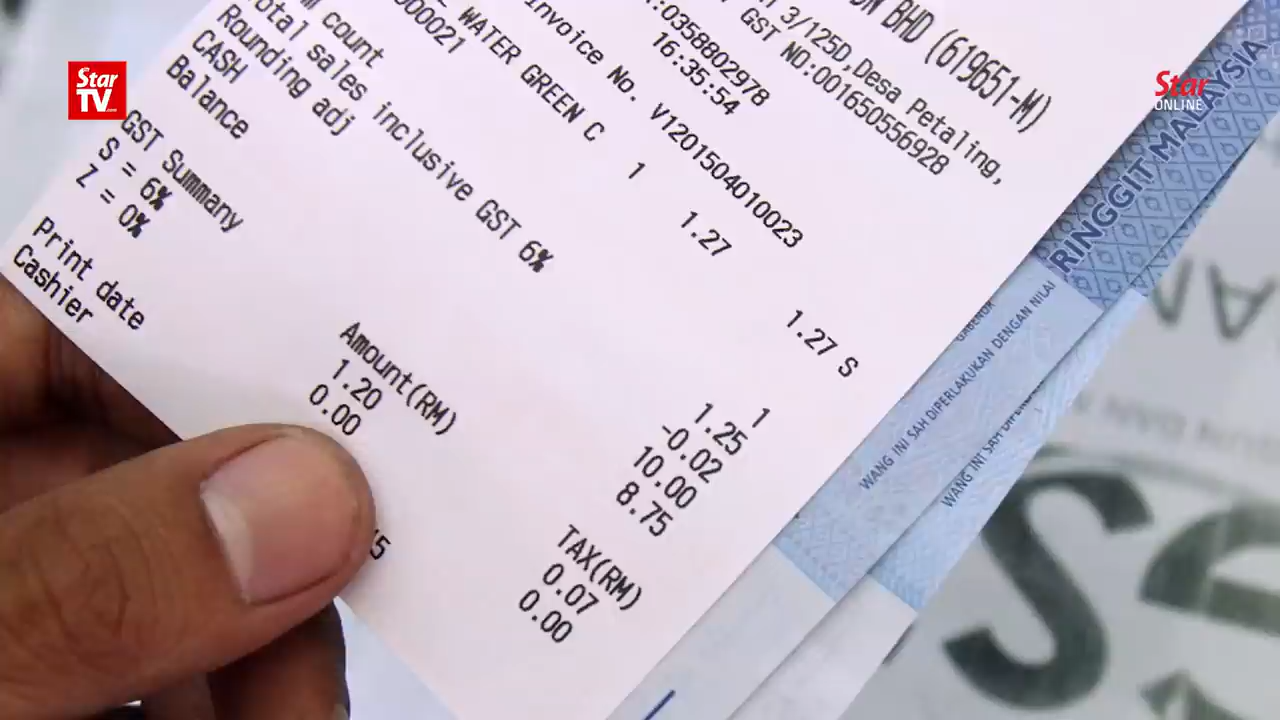 Star
TV
Star
ONLINE
DN BHD (619651-M)
3/125D,Desa Petaling,
GST NO:001650556928
:0358802978
16:35:54
Invoice No. V1201504010023
000021
WATER GREEN C 1 1.27 1.27 S
count 1
otal sales inclusive GST 6% 1.25
Rounding adj -0.02
CASH 10.00
Balance 8.75
GST Summary Amount(RM) TAX(RM)
S = 6% 1.20 0.07
Z = 0% 0.00 0.00
Print date
Cashier
RINGGIT MALAYSIA
WANG INI SAH DIPERLAKUKAN DENGAN NILAI
WANG INI SAH